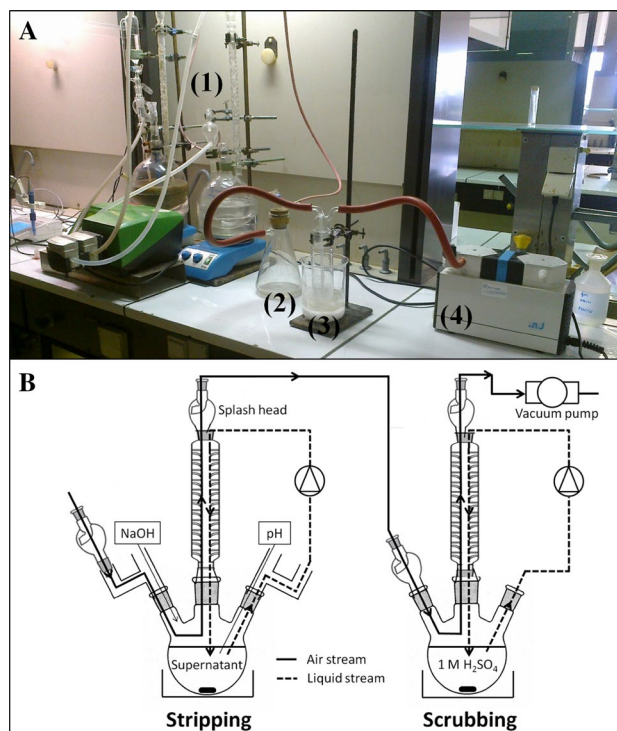 A
(1)
(2)
(3)
(4)
B
Splash head
Vacuum pump
NaOH
pH
Supernatant
Air stream
Liquid stream
1 M H₂SO₄
Stripping
Scrubbing